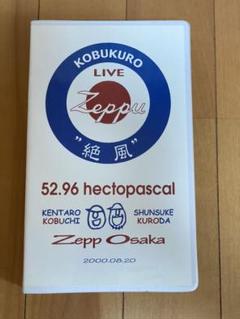 KOBUKURO
LIVE
Zeppu
"絶風"
52.96 hectopascal
KENTARO KOBUCHI
SHUNSUKE KURODA
Zepp Osaka
2000.08.20